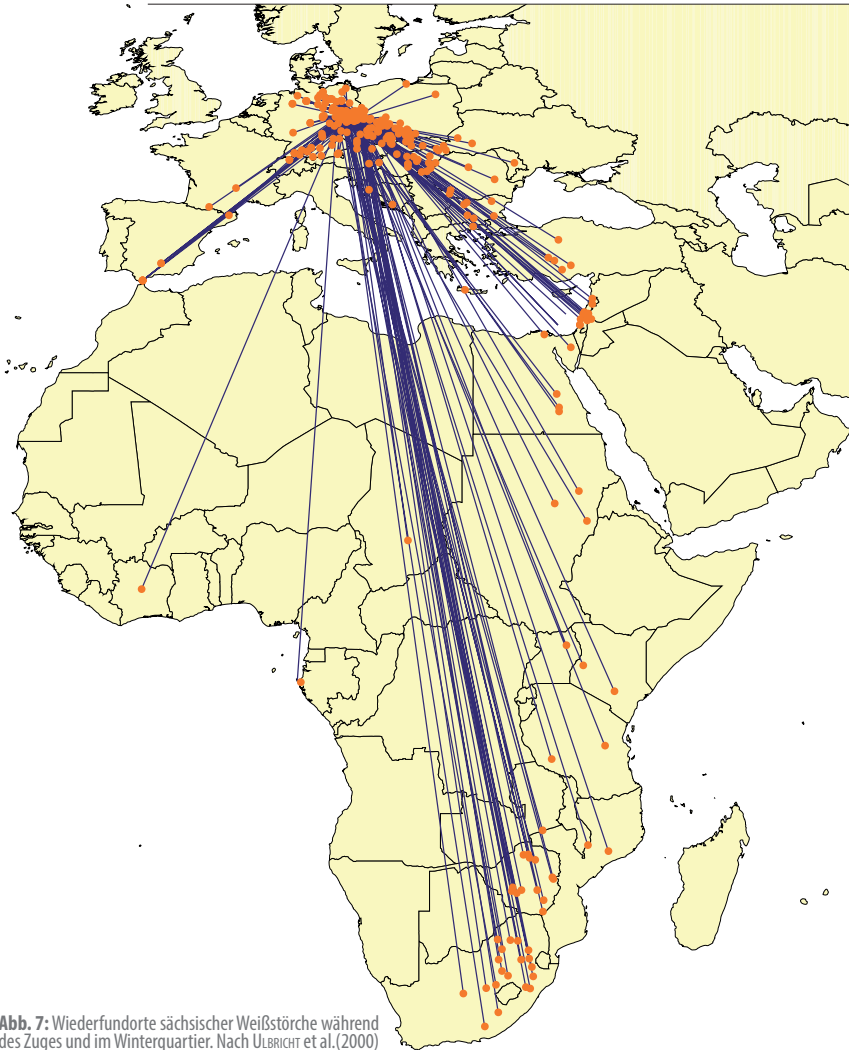 Abb. 7: Wiederfundorte sächsischer Weißstörche während
des Zuges und im Winterquartier. Nach ULBRICHT et al.(2000)